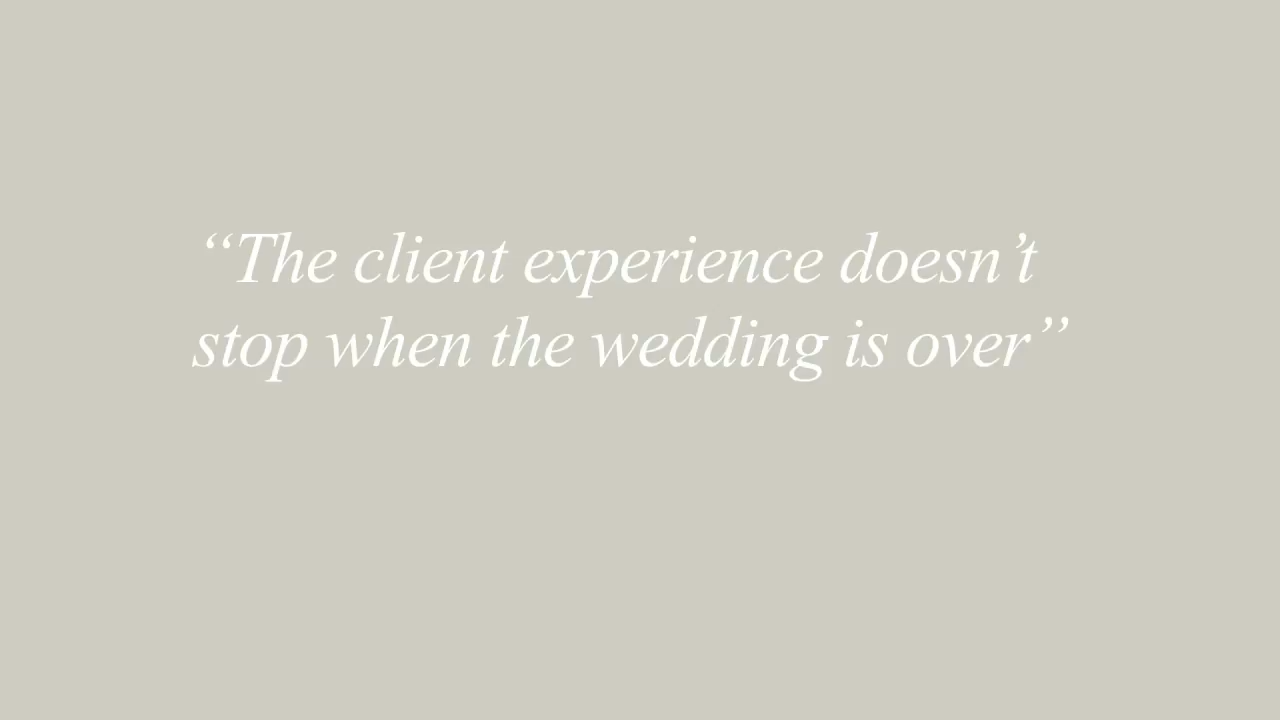 “The client experience doesn’t
stop when the wedding is over”